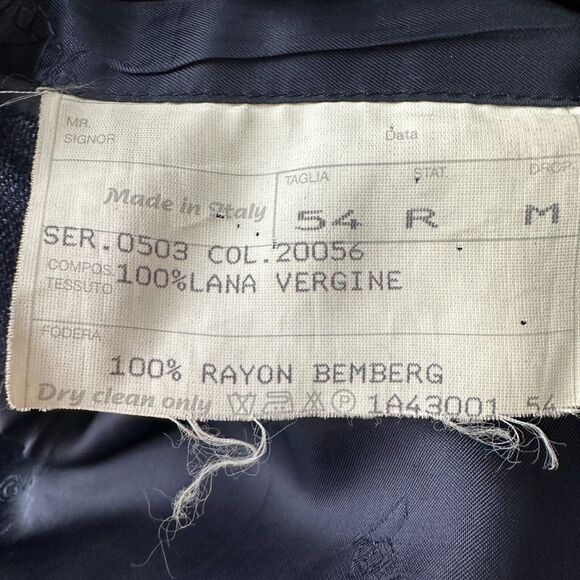 MR.
SIGNOR
Data
TAGLIA STAT. DROP
Made in Italy 54 R M
SER.0503 COL.20056
COMPOS. 100%LANA VERGINE
TESSUTO
FODERA
100% RAYON BEMBERG
Dry clean only 1A43001 54